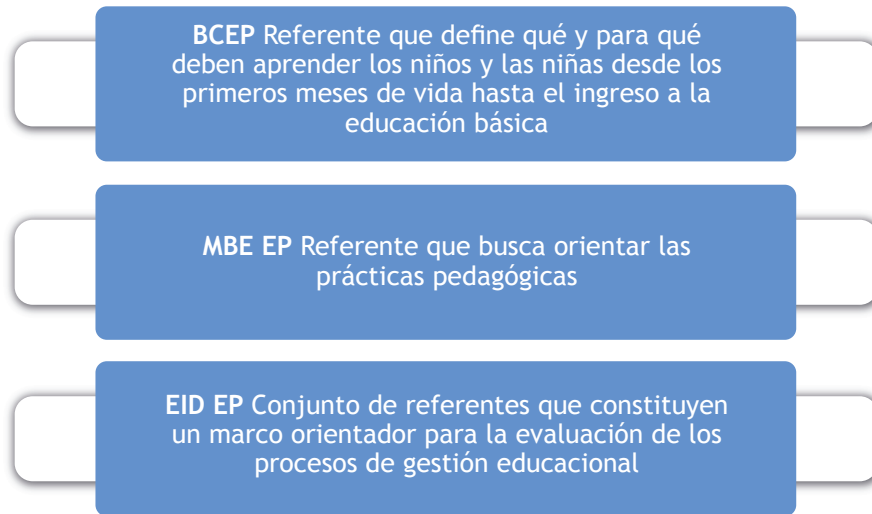 BCEP Referente que define qué y para qué
deben aprender los niños y las niñas desde los
primeros meses de vida hasta el ingreso a la
educación básica
MBE EP Referente que busca orientar las
prácticas pedagógicas
EID EP Conjunto de referentes que constituyen
un marco orientador para la evaluación de los
procesos de gestión educacional